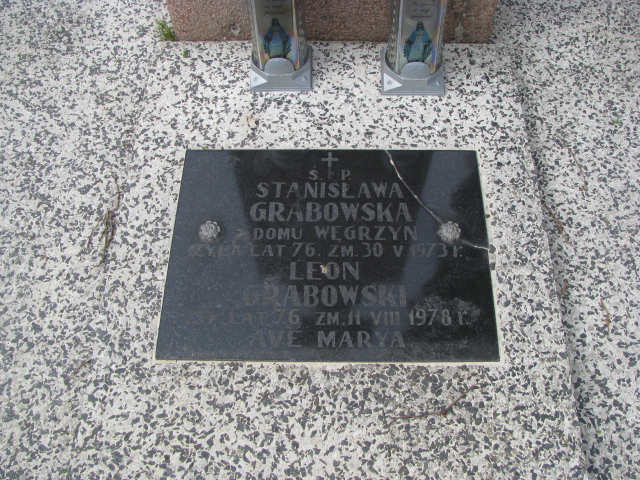 Ś. P.
STANISŁAWA
GRABOWSKA
Z DOMU WĘGRZYN
ŻYŁA LAT 76. ZM. 30 V 1973 r.
LEON
GRABOWSKI
ŻYŁ LAT 76 ZM. 11 VIII 1978 r.
AVE MARYA